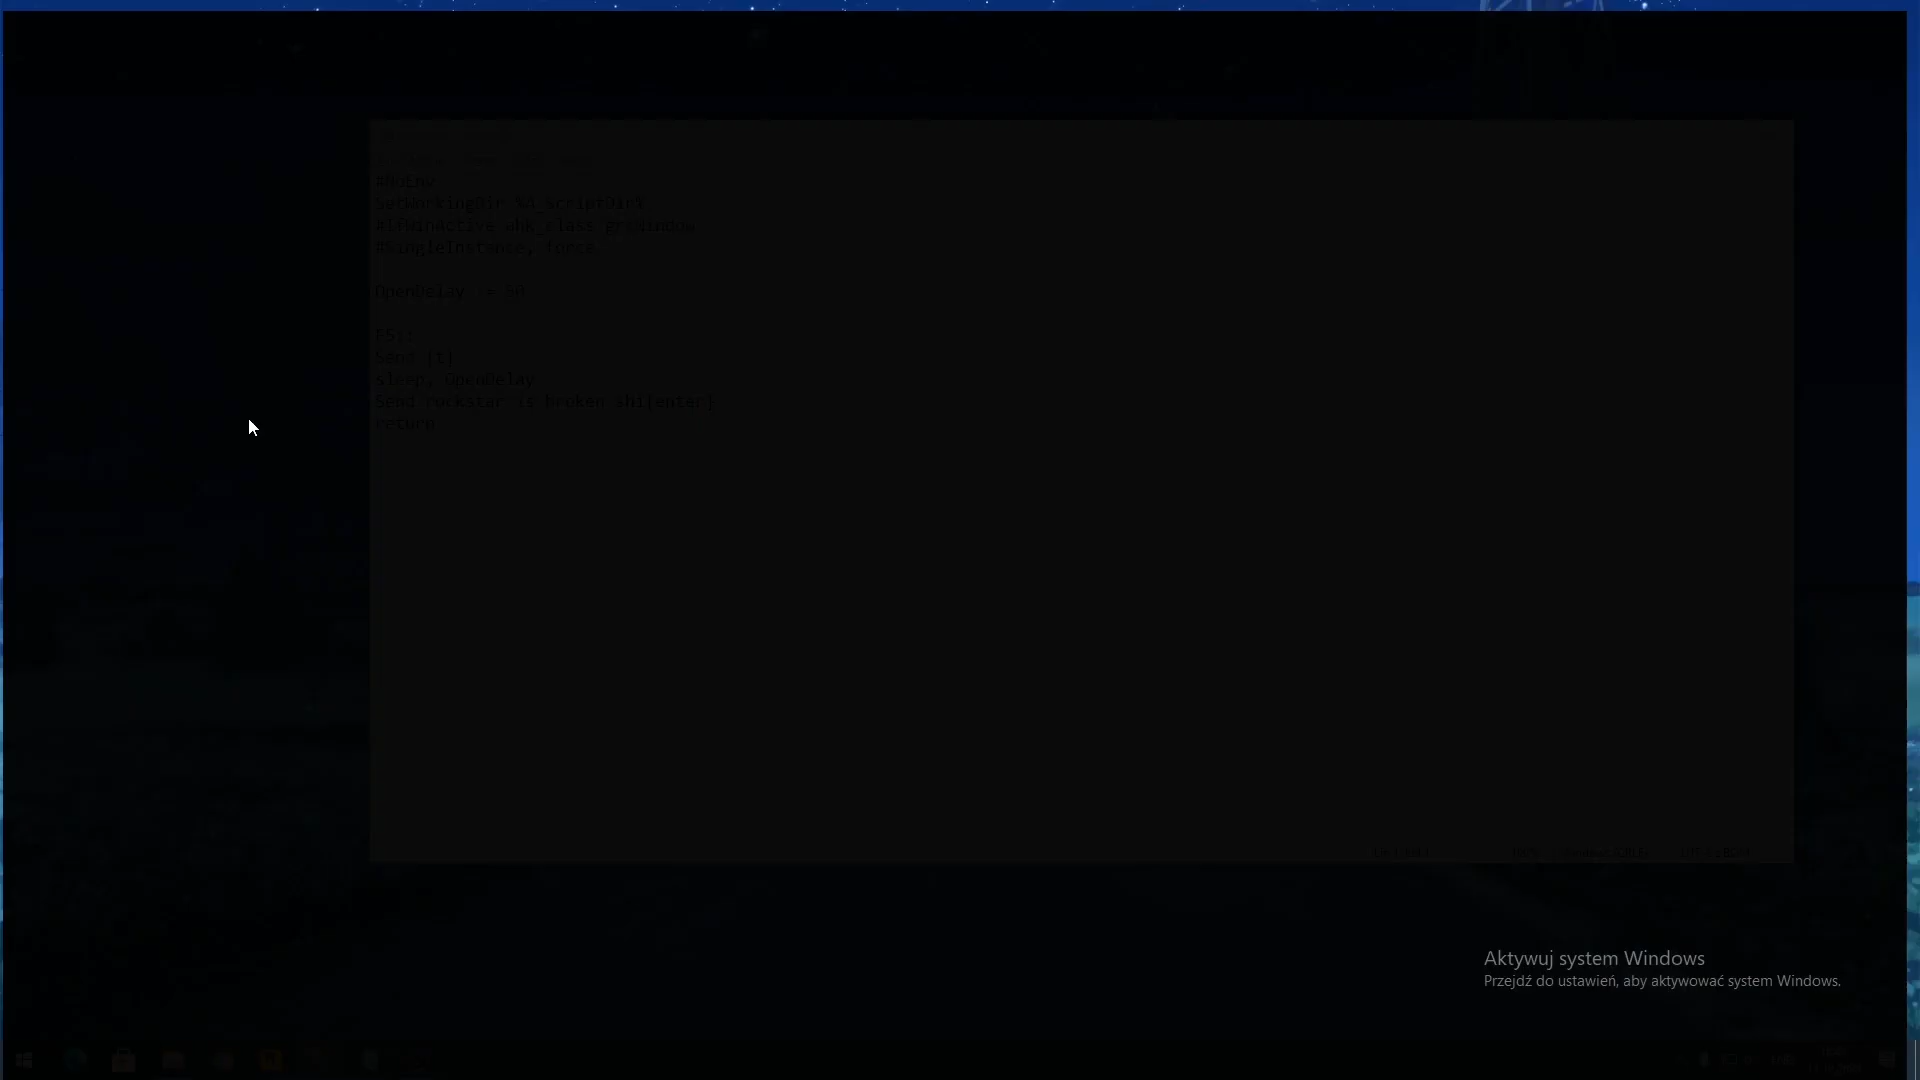 #NoEnv
SetWorkingDir %A_ScriptDir%
#IfWinActive ahk_class grcWindow
#SingleInstance, force
OpenDelay := 50
F5::
Send {t}
sleep, OpenDelay
Send rockstar is broken shi{enter}
return
Aktywuj system Windows
Przejdź do ustawień, aby aktywować system Windows.